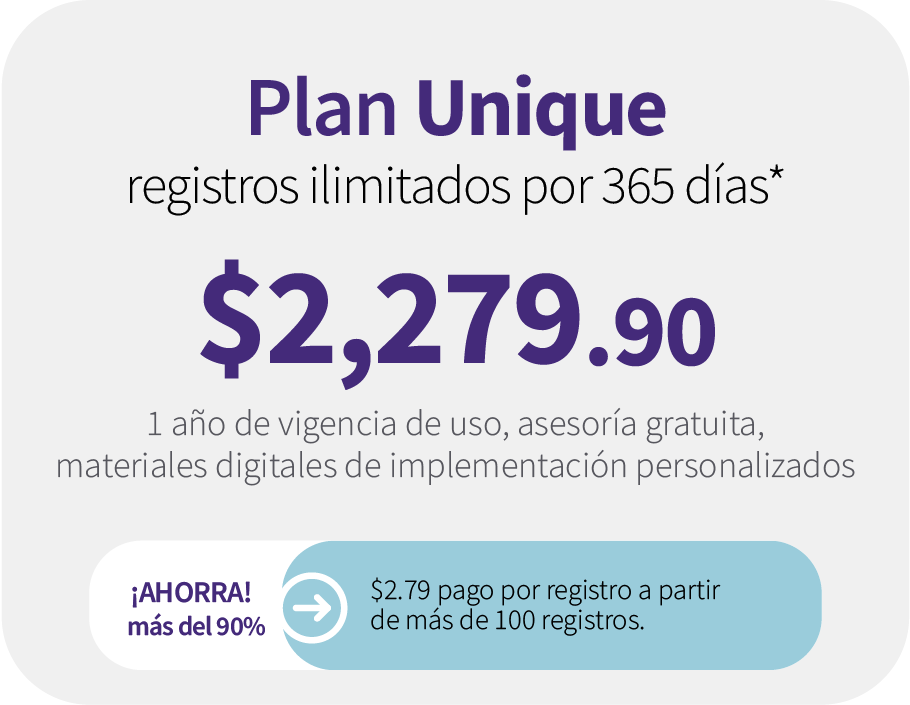 Plan Unique
registros ilimitados por 365 días*
$2,279.90
1 año de vigencia de uso, asesoría gratuita,
materiales digitales de implementación personalizados
¡AHORRA!
más del 90%
$2.79 pago por registro a partir
de más de 100 registros.